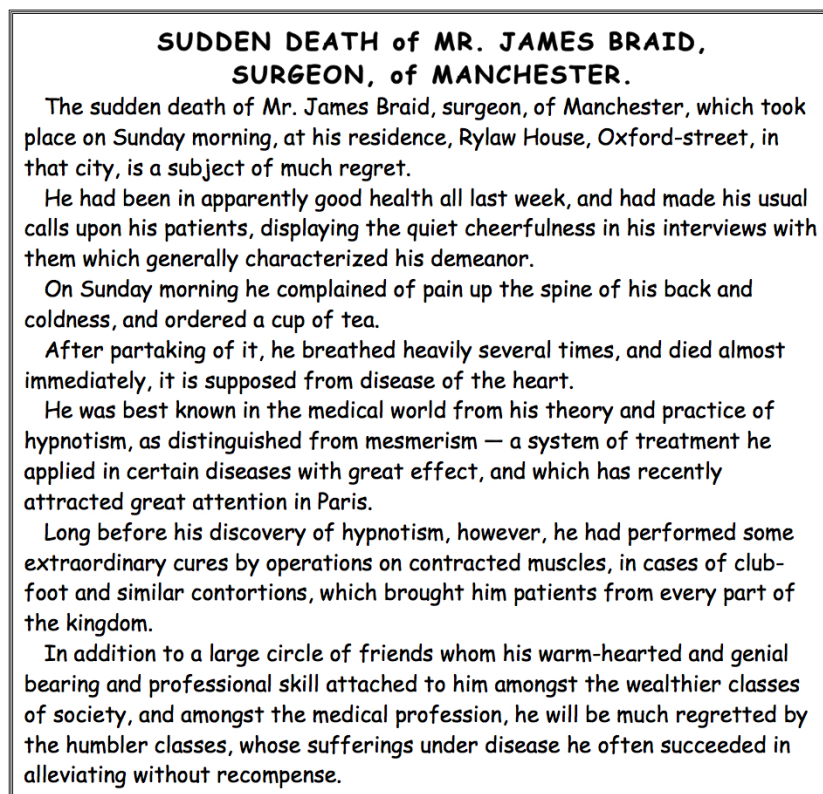 SUDDEN DEATH of MR. JAMES BRAID,
SURGEON, of MANCHESTER.
The sudden death of Mr. James Braid, surgeon, of Manchester, which took
place on Sunday morning, at his residence, Rylaw House, Oxford-street, in
that city, is a subject of much regret.
He had been in apparently good health all last week, and had made his usual
calls upon his patients, displaying the quiet cheerfulness in his interviews with
them which generally characterized his demeanor.
On Sunday morning he complained of pain up the spine of his back and
coldness, and ordered a cup of tea.
After partaking of it, he breathed heavily several times, and died almost
immediately, it is supposed from disease of the heart.
He was best known in the medical world from his theory and practice of
hypnotism, as distinguished from mesmerism — a system of treatment he
applied in certain diseases with great effect, and which has recently
attracted great attention in Paris.
Long before his discovery of hypnotism, however, he had performed some
extraordinary cures by operations on contracted muscles, in cases of club-
foot and similar contortions, which brought him patients from every part of
the kingdom.
In addition to a large circle of friends whom his warm-hearted and genial
bearing and professional skill attached to him amongst the wealthier classes
of society, and amongst the medical profession, he will be much regretted by
the humbler classes, whose sufferings under disease he often succeeded in
alleviating without recompense.